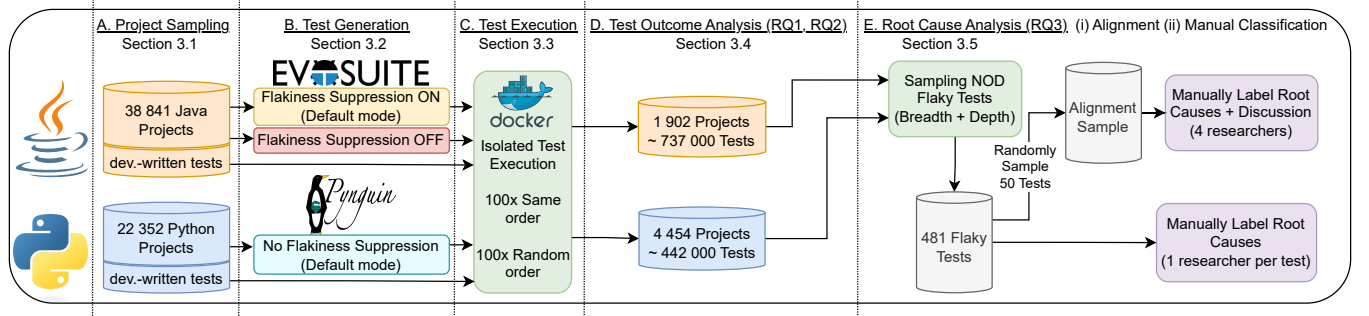 A. Project Sampling
Section 3.1
B. Test Generation
Section 3.2
C. Test Execution
Section 3.3
D. Test Outcome Analysis (RQ1, RQ2)
Section 3.4
E. Root Cause Analysis (RQ3) (i) Alignment (ii) Manual Classification
Section 3.5
38 841 Java
Projects
dev.-written tests
EVOSUITE
Flakiness Suppression ON
(Default mode)
Flakiness Suppression OFF
22 352 Python
Projects
dev.-written tests
Pynguin
No Flakiness Suppression
(Default mode)
docker
Isolated Test
Execution
100x Same
order
100x Random
order
1 902 Projects
~ 737 000 Tests
4 454 Projects
~ 442 000 Tests
Sampling NOD
Flaky Tests
(Breadth + Depth)
481 Flaky
Tests
Randomly
Sample
50 Tests
Alignment
Sample
Manually Label Root
Causes + Discussion
(4 researchers)
Manually Label Root
Causes
(1 researcher per test)